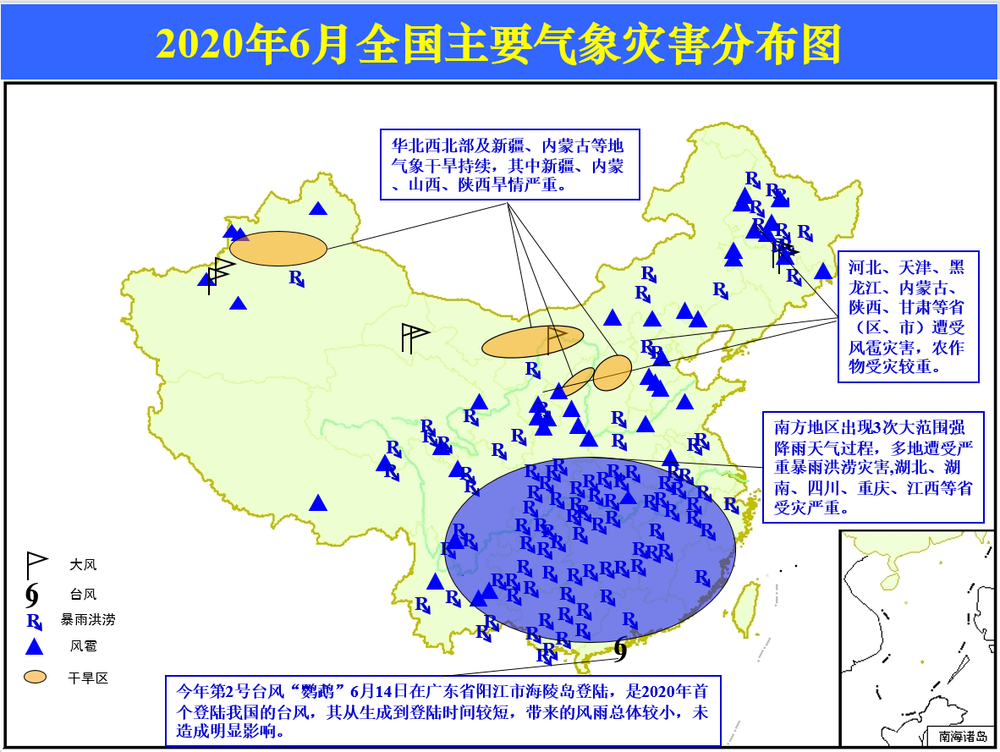 2020年6月全国主要气象灾害分布图
华北西北部及新疆、内蒙古等地
气象干旱持续，其中新疆、内蒙
、山西、陕西旱情严重。
河北、天津、黑
龙江、内蒙古、
陕西、甘肃等省
（区、市）遭受
风雹灾害，农作
物受灾较重。
南方地区出现3次大范围强
降雨天气过程，多地遭受严
重暴雨洪涝灾害,湖北、湖
南、四川、重庆、江西等省
受灾严重。
大风
台风
暴雨洪涝
风雹
干旱区
今年第2号台风“鹦鹉”6月14日在广东省阳江市海陵岛登陆，是2020年首
个登陆我国的台风，其从生成到登陆时间较短，带来的风雨总体较小，未
造成明显影响。
南海诸岛